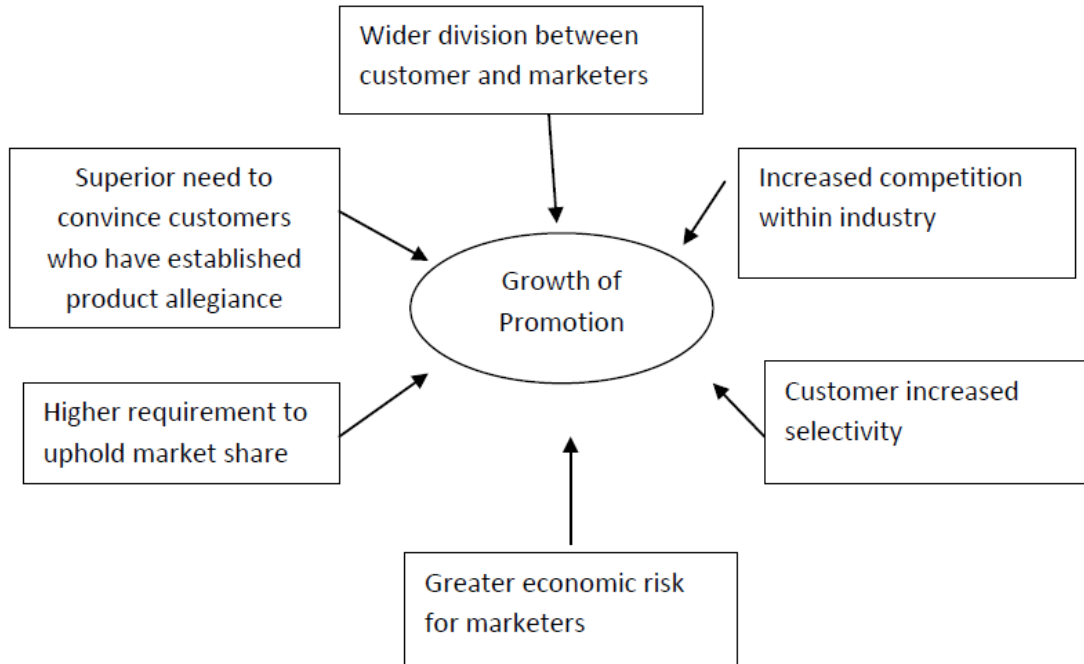 Wider division between
customer and marketers
Superior need to
convince customers
who have established
product allegiance
Increased competition
within industry
Growth of
Promotion
Higher requirement to
uphold market share
Customer increased
selectivity
Greater economic risk
for marketers